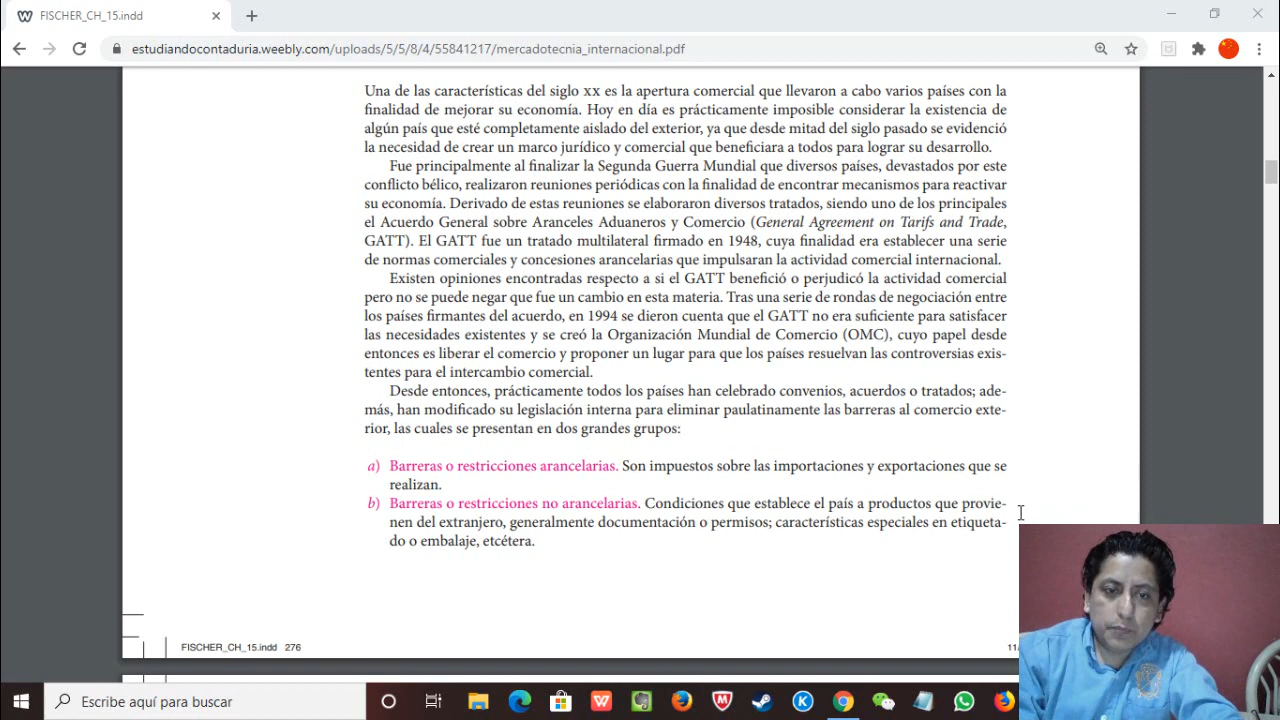 FISCHER_CH_15.indd
estudiandocontaduria.weebly.com/uploads/5/5/8/4/55841217/mercadotecnia_internacional.pdf
Una de las características del siglo xx es la apertura comercial que llevaron a cabo varios países con la
finalidad de mejorar su economía. Hoy en día es prácticamente imposible considerar la existencia de
algún país que esté completamente aislado del exterior, ya que desde mitad del siglo pasado se evidenció
la necesidad de crear un marco jurídico y comercial que beneficiara a todos para lograr su desarrollo.
Fue principalmente al finalizar la Segunda Guerra Mundial que diversos países, devastados por este
conflicto bélico, realizaron reuniones periódicas con la finalidad de encontrar mecanismos para reactivar
su economía. Derivado de estas reuniones se elaboraron diversos tratados, siendo uno de los principales
el Acuerdo General sobre Aranceles Aduaneros y Comercio (General Agreement on Tarifs and Trade,
GATT). El GATT fue un tratado multilateral firmado en 1948, cuya finalidad era establecer una serie
de normas comerciales y concesiones arancelarias que impulsaran la actividad comercial internacional.
Existen opiniones encontradas respecto a si el GATT benefició o perjudicó la actividad comercial
pero no se puede negar que fue un cambio en esta materia. Tras una serie de rondas de negociación entre
los países firmantes del acuerdo, en 1994 se dieron cuenta que el GATT no era suficiente para satisfacer
las necesidades existentes y se creó la Organización Mundial de Comercio (OMC), cuyo papel desde
entonces es liberar el comercio y proponer un lugar para que los países resuelvan las controversias exis-
tentes para el intercambio comercial.
Desde entonces, prácticamente todos los países han celebrado convenios, acuerdos o tratados; ade-
más, han modificado su legislación interna para eliminar paulatinamente las barreras al comercio exte-
rior, las cuales se presentan en dos grandes grupos:
a) Barreras o restricciones arancelarias. Son impuestos sobre las importaciones y exportaciones que se
realizan.
b) Barreras o restricciones no arancelarias. Condiciones que establece el país a productos que provie-
nen del extranjero, generalmente documentación o permisos; características especiales en etiqueta-
do o embalaje, etcétera.
FISCHER_CH_15.indd 276
11/
Escribe aquí para buscar